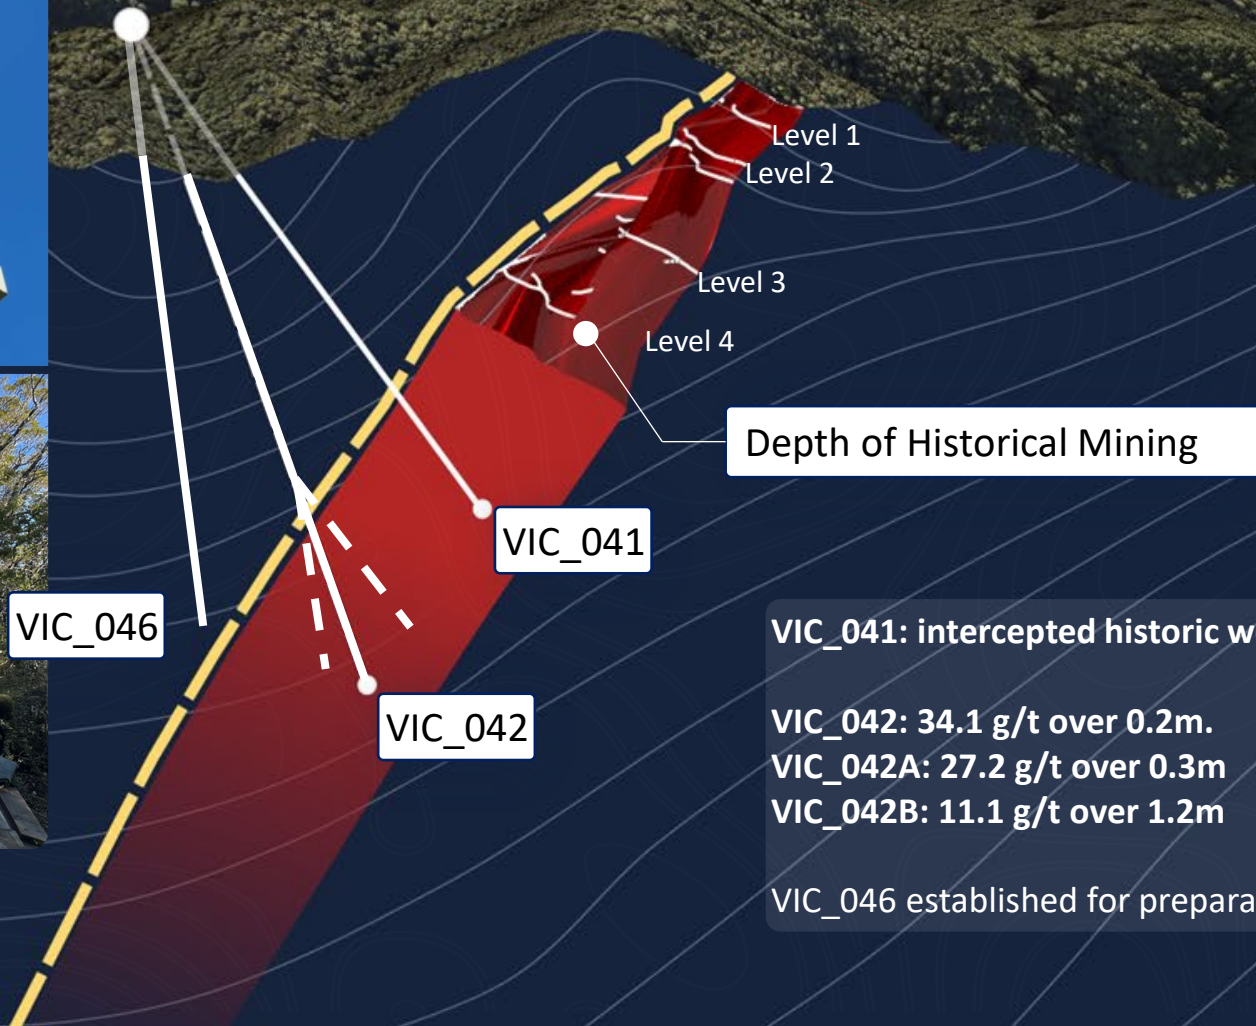 Level 1
Level 2
Level 3
Level 4
Depth of Historical Mining
VIC_041
VIC_046
VIC_042
VIC_041: intercepted historic
VIC_042: 34.1 g/t over 0.2m.
VIC_042A: 27.2 g/t over 0.3m
VIC_042B: 11.1 g/t over 1.2m
VIC_046 established for